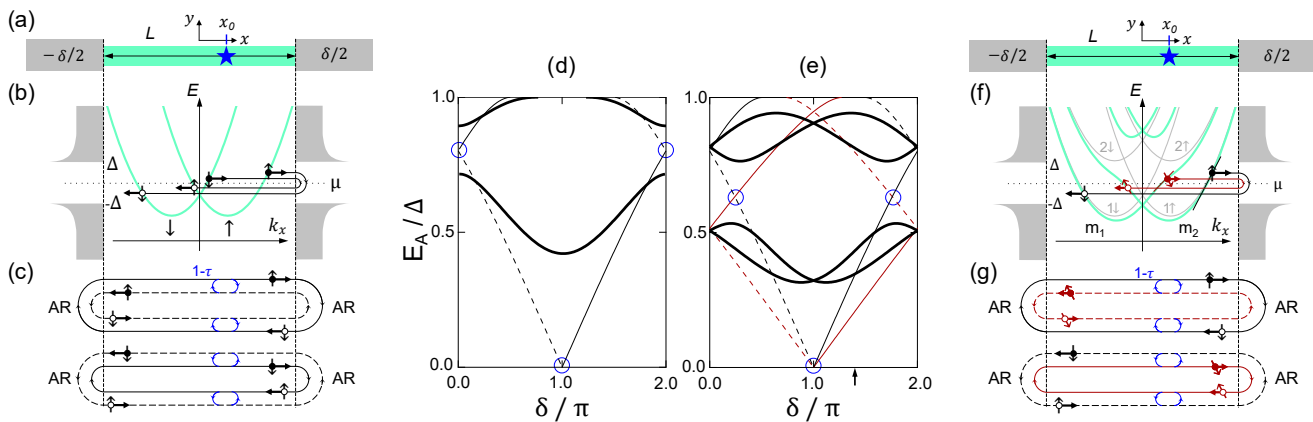 (a)
y
x₀
x
L
− δ/2
δ/2
(b)
E
Δ
-Δ
μ
↓
↑
kₓ
(c)
1-τ
AR
AR
AR
AR
(d)
E_A / Δ
1.0
0.5
0.0
0.0
1.0
2.0
δ / π
(e)
0.0
1.0
2.0
δ / π
y
x₀
x
L
−δ/2
δ/2
(f)
E
2↓
2↑
Δ
-Δ
μ
1↓
1↑
m₁
m₂
kₓ
(g)
1-τ
AR
AR
AR
AR